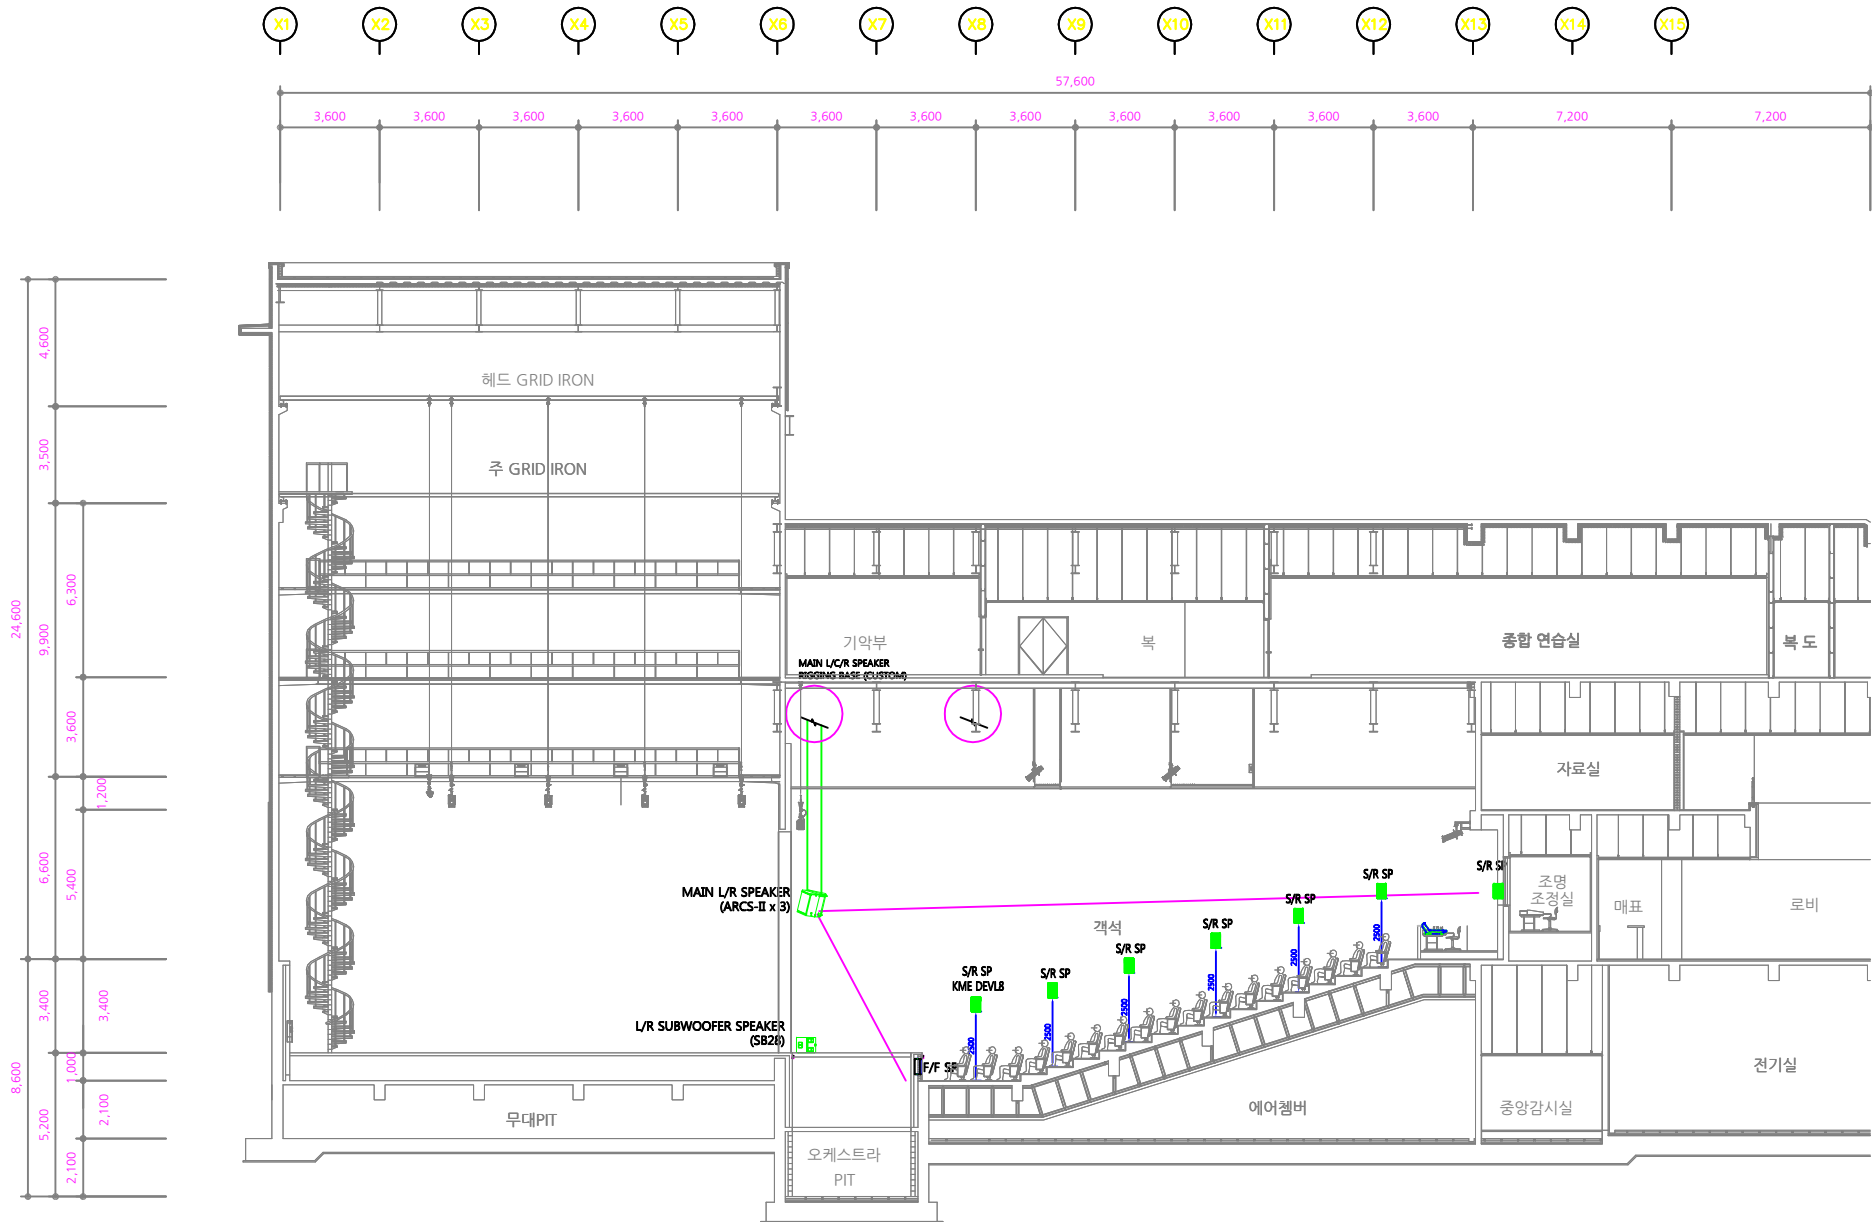 X1 X2 X3 X4 X5 X6 X7 X8 X9 X10 X11 X12 X13 X14 X15
57,600
3,600 3,600 3,600 3,600 3,600 3,600 3,600 3,600 3,600 3,600 3,600 3,600 7,200 7,200
4,600
헤드 GRID IRON
3,500
주 GRID IRON
6,300
24,600
9,900
기악부
복
종합 연습실
복 도
MAIN L/C/R SPEAKER
RIGGING BASE (CUSTOM)
3,600
자료실
1,200
6,600
5,400
MAIN L/R SPEAKER
(ARCS-II x 3)
S/R SP
S/R SP
S/R SP
조명
조정실
매표
로비
객석
S/R SP
S/R SP
S/R SP
S/R SP
KME DEVL8
2500
2500
2500
2500
2500
2500
3,400
3,400
L/R SUBWOOFER SPEAKER
(SB28)
F/F SP
1,000
8,600
전기실
2,100
5,200
무대PIT
에어쳄버
중앙감시실
오케스트라
PIT
2,100